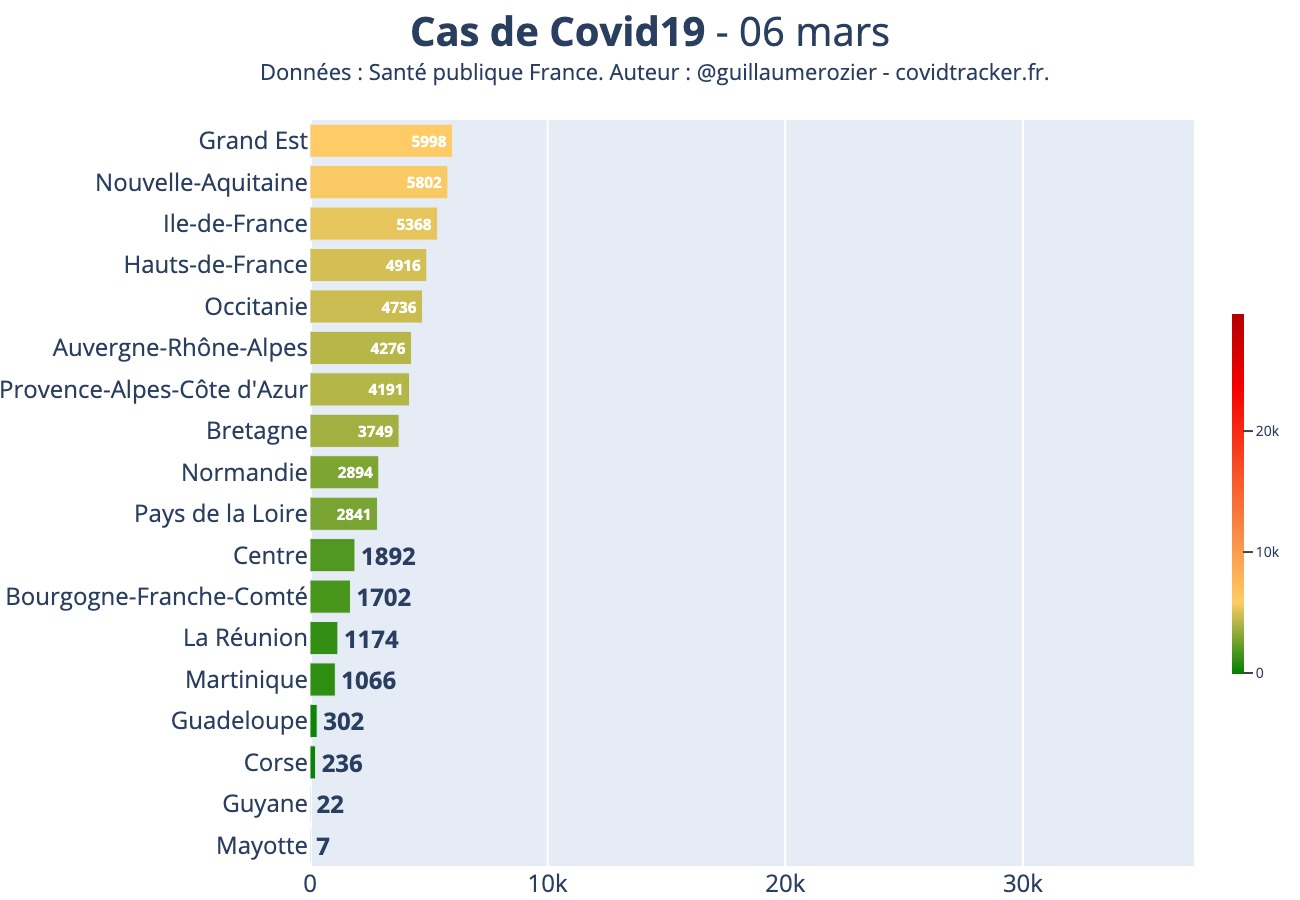 Cas de Covid19 - 06 mars
Données : Santé publique France. Auteur : @guillaumerozier - covidtracker.fr.
Grand Est 5998
Nouvelle-Aquitaine 5802
Ile-de-France 5368
Hauts-de-France 4916
Occitanie 4736
Auvergne-Rhône-Alpes 4276
Provence-Alpes-Côte d'Azur 4191
Bretagne 3749
Normandie 2894
Pays de la Loire 2841
Centre 1892
Bourgogne-Franche-Comté 1702
La Réunion 1174
Martinique 1066
Guadeloupe 302
Corse 236
Guyane 22
Mayotte 7
0 10k 20k 30k
20k
10k
0